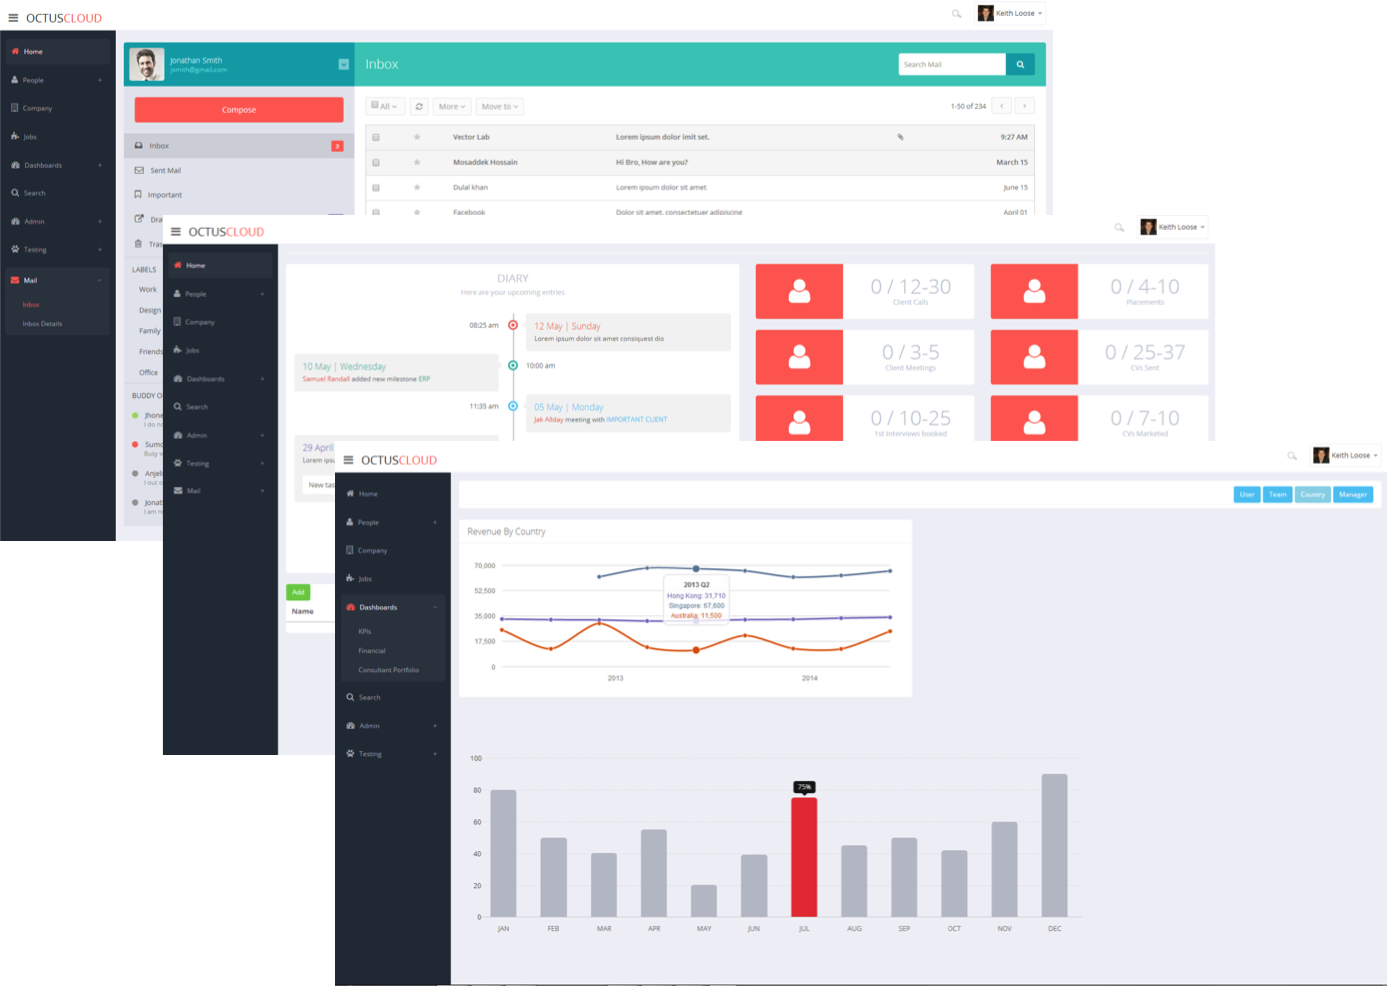 OCTUSCLOUD
Keith Loose
Home
People +
Company
Jobs
Dashboards +
Search
Admin +
Testing +
Mail −
Inbox
Inbox Details
Jonathan Smith
jsmith@gmail.com
Compose
Inbox
Sent Mail
Important
Dra
Tras
LABELS
Work
Design
Family
Friends
Office
BUDDY O
Jhone
I do no
Sumo
Busy w
Anjeli
I out o
Jonat
I am n
Inbox
Search Mail
All
More
Move to
1-50 of 234
Vector Lab Lorem ipsum dolor imit set. 9:27 AM
Mosaddek Hossain Hi Bro, How are you? March 15
Dulal khan Lorem ipsum dolor sit amet June 15
Facebook Dolor sit amet, consectetuer adipiscing April 01
OCTUSCLOUD
Keith Loose
Home
People +
Company
Jobs
Dashboards +
Search
Admin +
Testing +
Mail +
DIARY
Here are your upcoming entries
08:25 am
12 May | Sunday
Lorem ipsum dolor sit amet consiquest dio
10 May | Wednesday
Samuel Randall added new milestone ERP
10:00 am
11:35 am
05 May | Monday
Jak Allday meeting with IMPORTANT CLIENT
29 April
Lorem ipsu
New tas
Add
Name
0 / 12-30
Client Calls
0 / 4-10
Placements
0 / 3-5
Client Meetings
0 / 25-37
CVs Sent
0 / 10-25
1st Interviews booked
0 / 7-10
CVs Marketed
OCTUSCLOUD
Keith Loose
Home
People +
Company
Jobs
Dashboards −
KPIs
Financial
Consultant Portfolio
Search
Admin +
Testing +
User
Team
Country
Manager
Revenue By Country
70,000
52,500
35,000
17,500
0
2013 Q2
Hong Kong: 31,710
Singapore: 67,600
Australia: 11,500
2013
2014
100
80
60
40
20
0
75%
JAN
FEB
MAR
APR
MAY
JUN
JUL
AUG
SEP
OCT
NOV
DEC